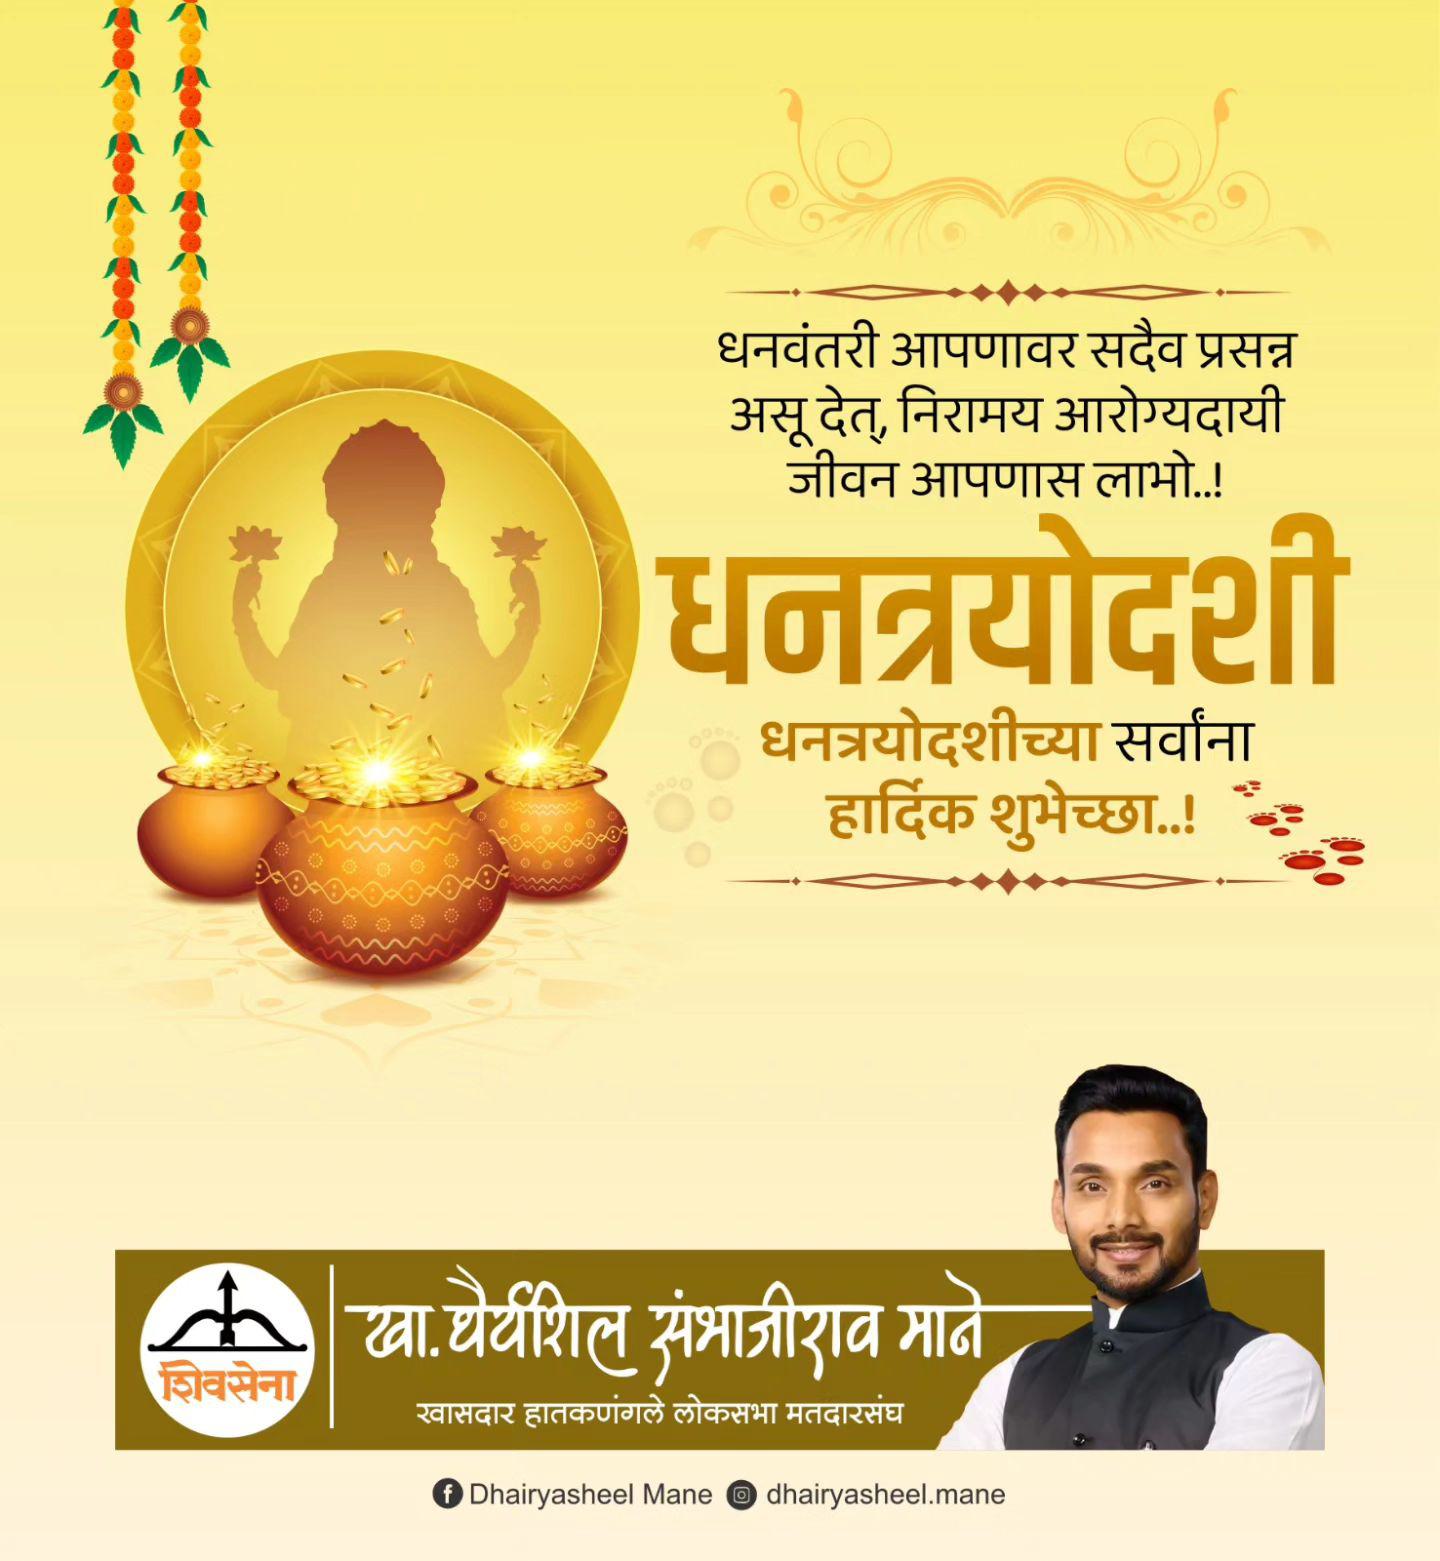 धनवंतरी आपणावर सदैव प्रसन्न
असू देत्, निरामय आरोग्यदायी
जीवन आपणास लाभो..!
धनत्रयोदशी
धनत्रयोदशीच्या सर्वांना
हार्दिक शुभेच्छा..!
शिवसेना
खा. धैर्यशिल संभाजीराव माने
खासदार हातकणंगले लोकसभा मतदारसंघ
Dhairyasheel Mane dhairyasheel.mane